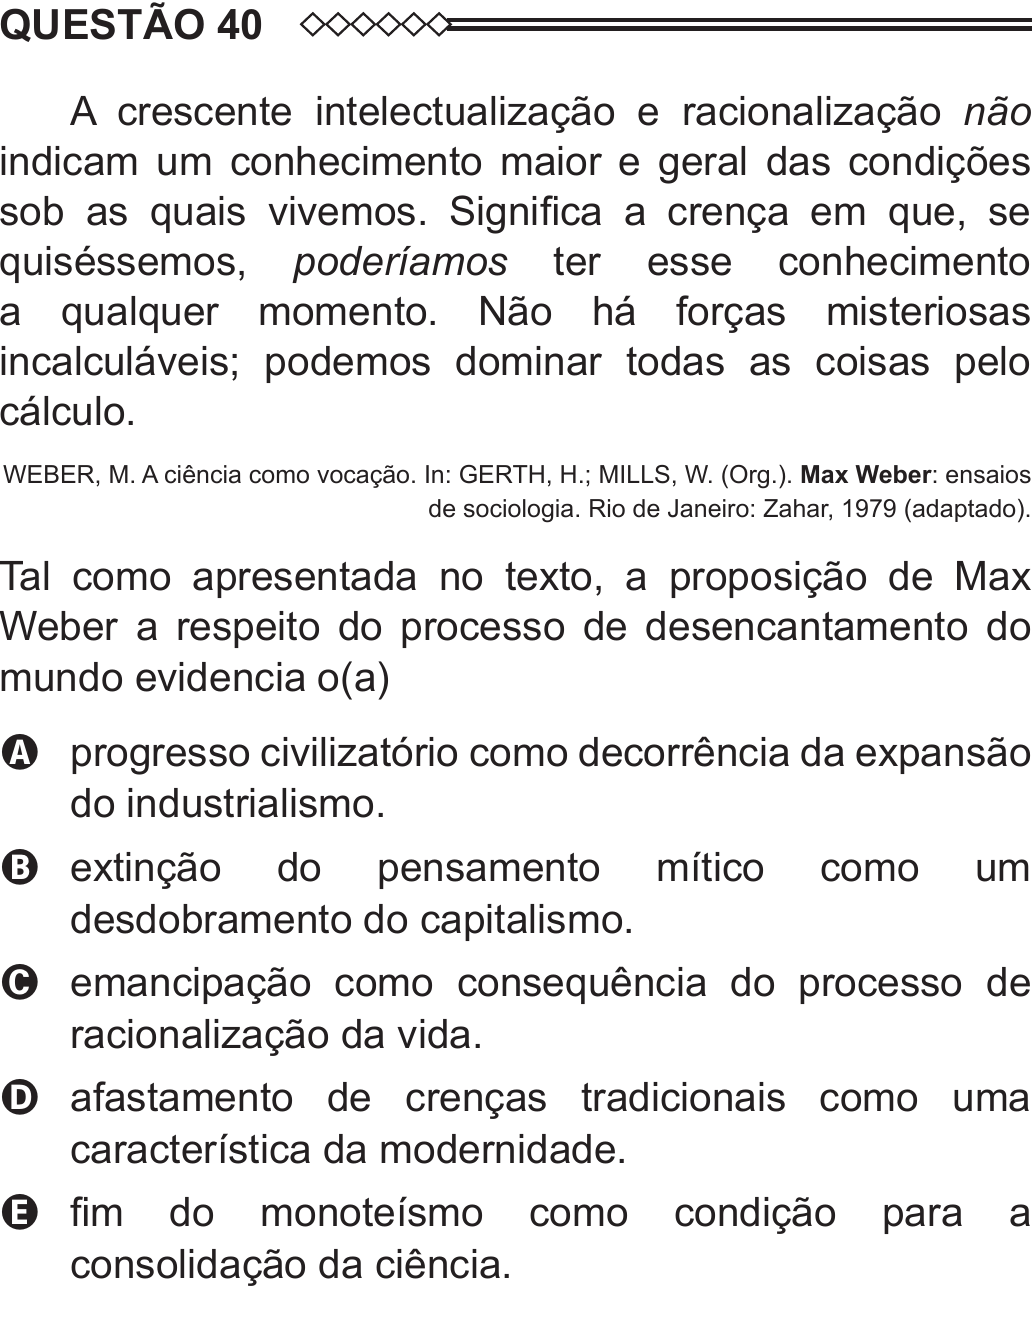 QUESTÃO 40
A crescente intelectualização e racionalização não
indicam um conhecimento maior e geral das condições
sob as quais vivemos. Significa a crença em que, se
quiséssemos, poderíamos ter esse conhecimento
a qualquer momento. Não há forças misteriosas
incalculáveis; podemos dominar todas as coisas pelo
cálculo.
WEBER, M. A ciência como vocação. In: GERTH, H.; MILLS, W. (Org.). Max Weber: ensaios
de sociologia. Rio de Janeiro: Zahar, 1979 (adaptado).
Tal como apresentada no texto, a proposição de Max
Weber a respeito do processo de desencantamento do
mundo evidencia o(a)
A progresso civilizatório como decorrência da expansão
do industrialismo.
B extinção do pensamento mítico como um
desdobramento do capitalismo.
C emancipação como consequência do processo de
racionalização da vida.
D afastamento de crenças tradicionais como uma
característica da modernidade.
E fim do monoteísmo como condição para a
consolidação da ciência.